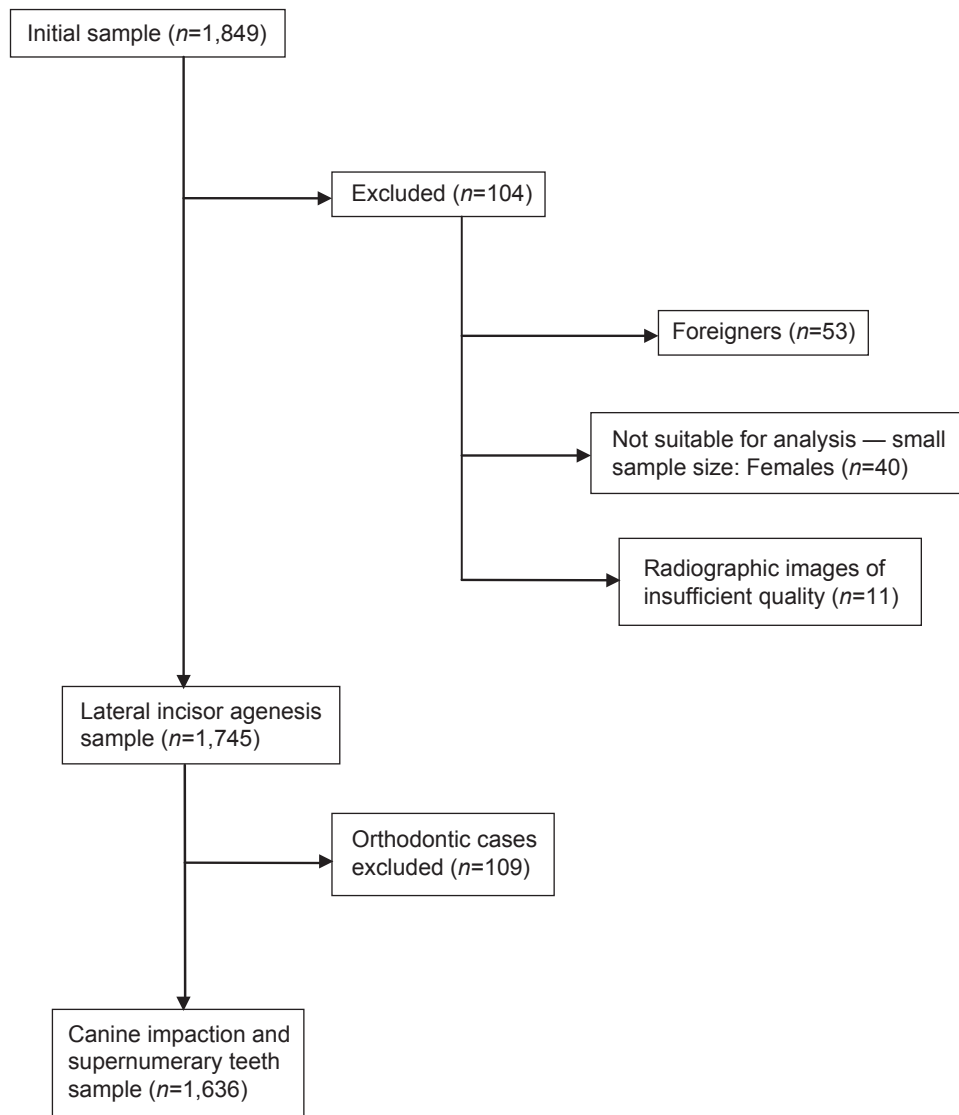 Initial sample (n=1,849)
Excluded (n=104)
Foreigners (n=53)
Not suitable for analysis — small
sample size: Females (n=40)
Radiographic images of
insufficient quality (n=11)
Lateral incisor agenesis
sample (n=1,745)
Orthodontic cases
excluded (n=109)
Canine impaction and
supernumerary teeth
sample (n=1,636)